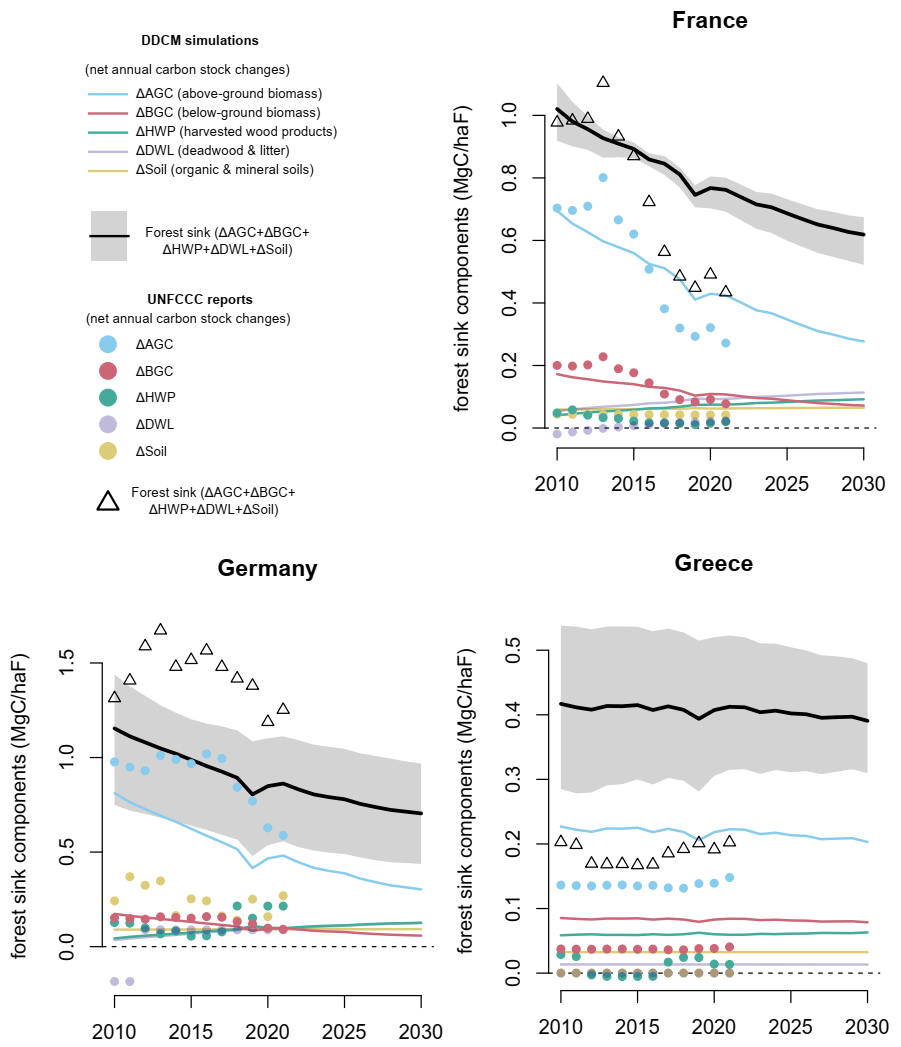 DDCM simulations
(net annual carbon stock changes)
ΔAGC (above-ground biomass)
ΔBGC (below-ground biomass)
ΔHWP (harvested wood products)
ΔDWL (deadwood & litter)
ΔSoil (organic & mineral soils)
Forest sink (ΔAGC+ΔBGC+
ΔHWP+ΔDWL+ΔSoil)
UNFCCC reports
(net annual carbon stock changes)
ΔAGC
ΔBGC
ΔHWP
ΔDWL
ΔSoil
Forest sink (ΔAGC+ΔBGC+
ΔHWP+ΔDWL+ΔSoil)
France
forest sink components (MgC/haF)
1.0
0.8
0.6
0.4
0.2
0.0
2010 2015 2020 2025 2030
Germany
forest sink components (MgC/haF)
1.5
1.0
0.5
0.0
2010 2015 2020 2025 2030
Greece
forest sink components (MgC/haF)
0.5
0.4
0.3
0.2
0.1
0.0
2010 2015 2020 2025 2030